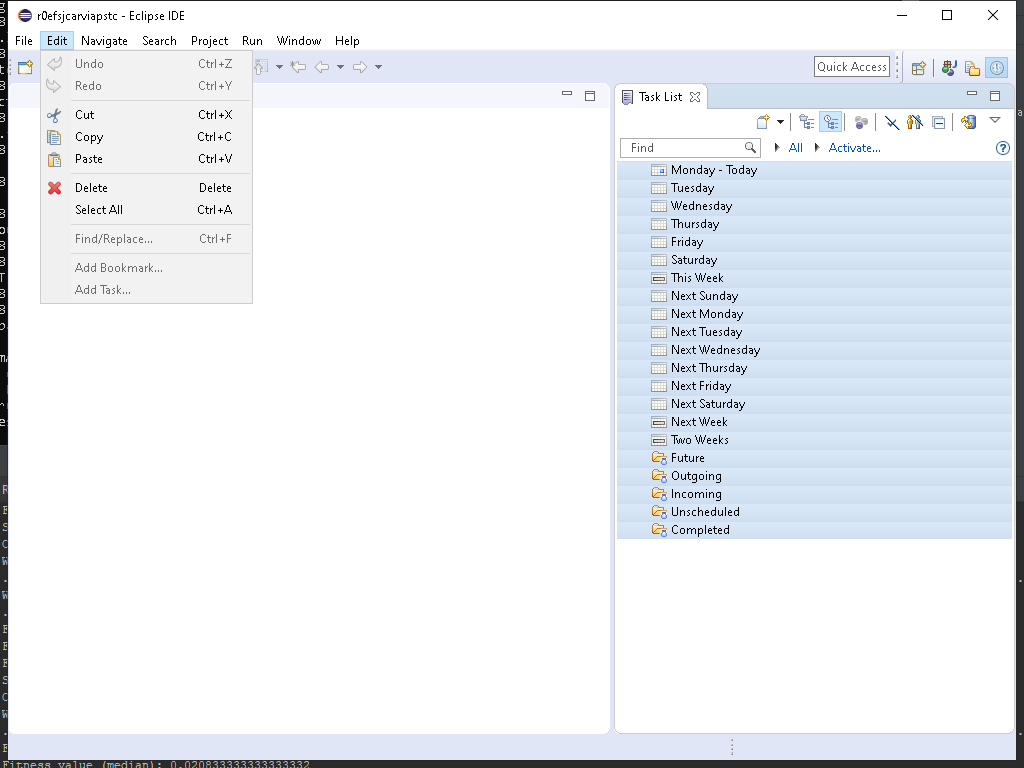 r0efsjcarviapstc - Eclipse IDE
File Edit Navigate Search Project Run Window Help
Undo Ctrl+Z
Redo Ctrl+Y
Cut Ctrl+X
Copy Ctrl+C
Paste Ctrl+V
Delete Delete
Select All Ctrl+A
Find/Replace... Ctrl+F
Add Bookmark...
Add Task...
Quick Access
Task List
Find
All
Activate...
Monday - Today
Tuesday
Wednesday
Thursday
Friday
Saturday
This Week
Next Sunday
Next Monday
Next Tuesday
Next Wednesday
Next Thursday
Next Friday
Next Saturday
Next Week
Two Weeks
Future
Outgoing
Incoming
Unscheduled
Completed
Fitness value (median): 0.020833333333333332